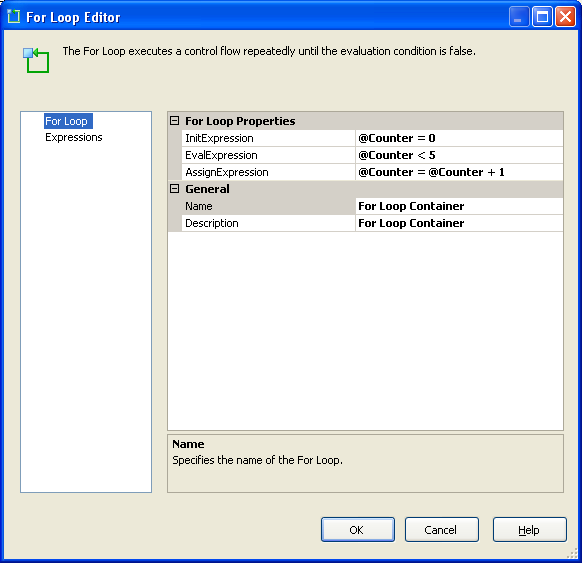 For Loop Editor
The For Loop executes a control flow repeatedly until the evaluation condition is false.
For Loop
Expressions
For Loop Properties
InitExpression @Counter = 0
EvalExpression @Counter < 5
AssignExpression @Counter = @Counter + 1
General
Name For Loop Container
Description For Loop Container
Name
Specifies the name of the For Loop.
OK Cancel Help